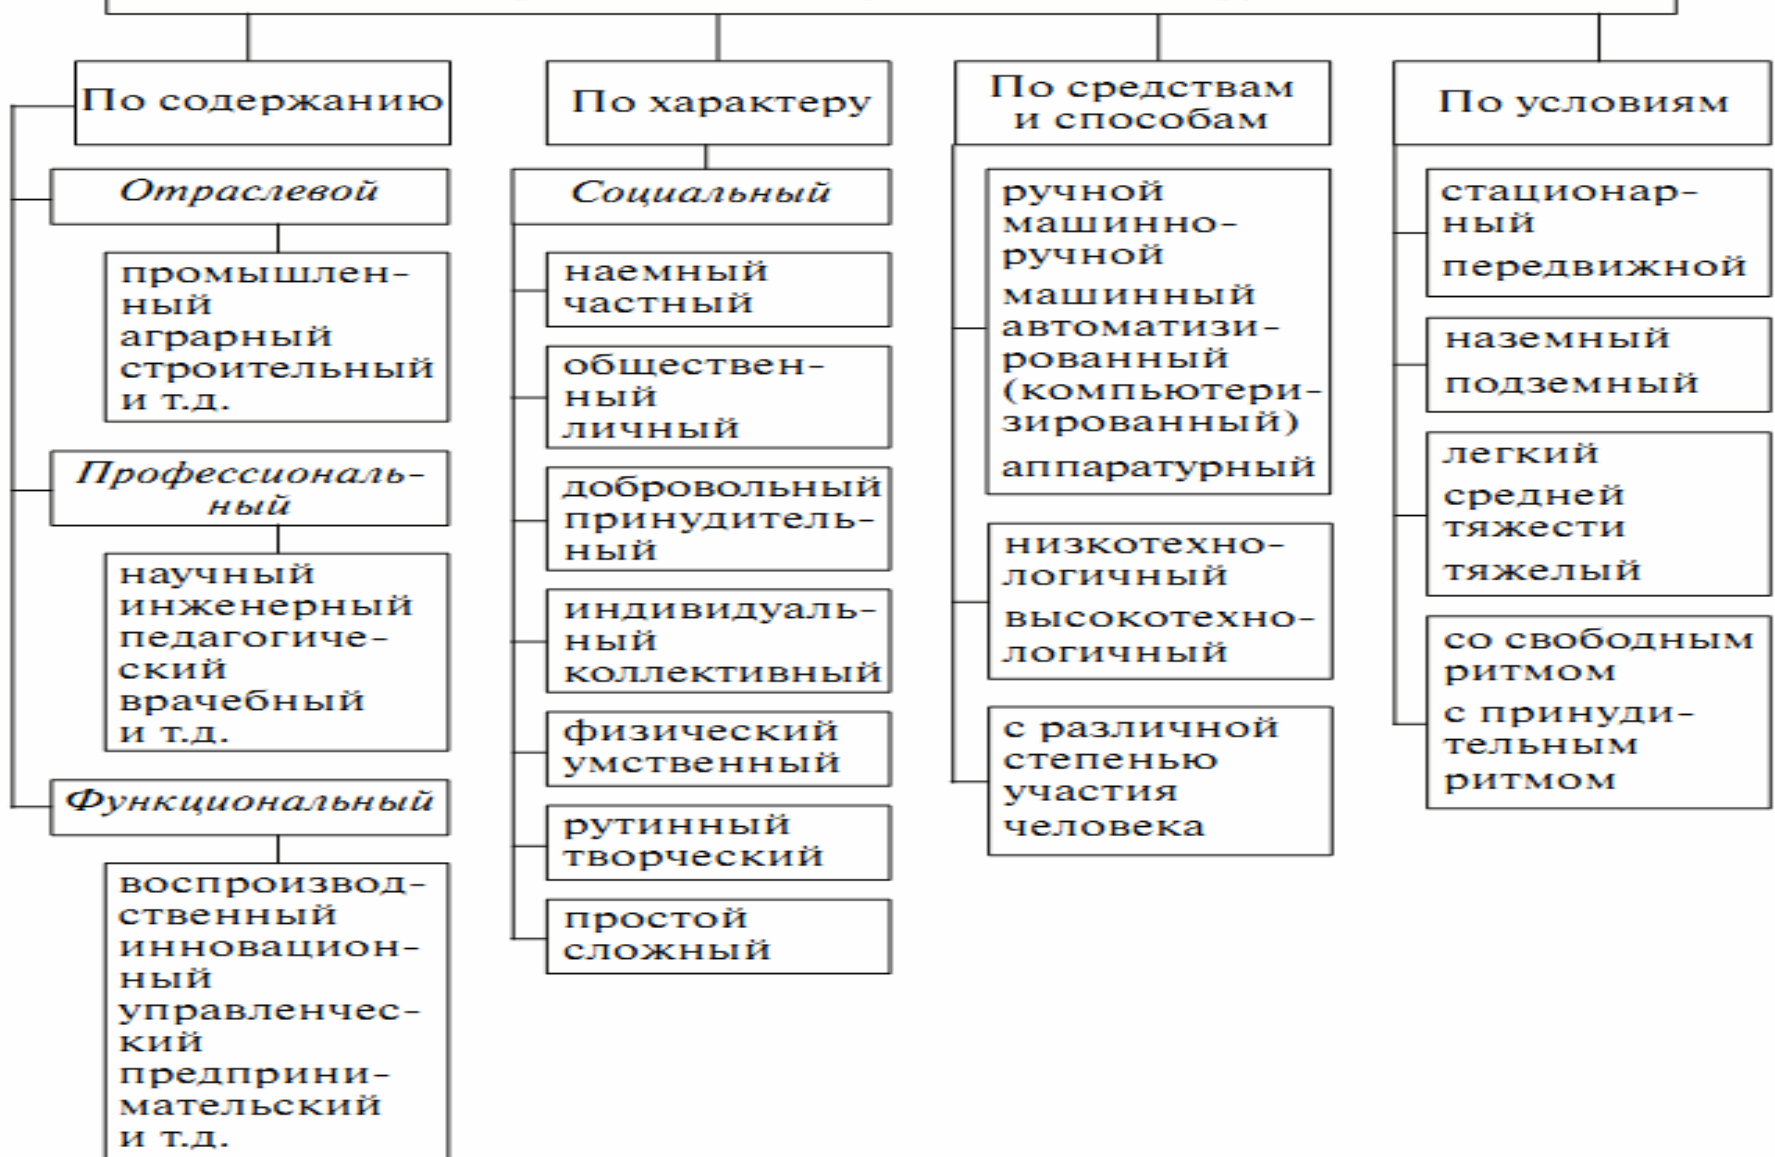 По содержанию
Отраслевой
промышлен-
ный
аграрный
строительный
и т.д.
Профессиональ-
ный
научный
инженерный
педагогиче-
ский
врачебный
и т.д.
Функциональный
воспроизвод-
ственный
инновацион-
ный
управленчес-
кий
предприни-
мательский
и т.д.
По характеру
Социальный
наемный
частный
обществен-
ный
личный
добровольный
принудитель-
ный
индивидуаль-
ный
коллективный
физический
умственный
рутинный
творческий
простой
сложный
По средствам
и способам
ручной
машинно-
ручной
машинный
автоматизи-
рованный
(компьютери-
зированный)
аппаратурный
низкотехно-
логичный
высокотехно-
логичный
с различной
степенью
участия
человека
По условиям
стационар-
ный
передвижной
наземный
подземный
легкий
средней
тяжести
тяжелый
со свободным
ритмом
с принуди-
тельным
ритмом